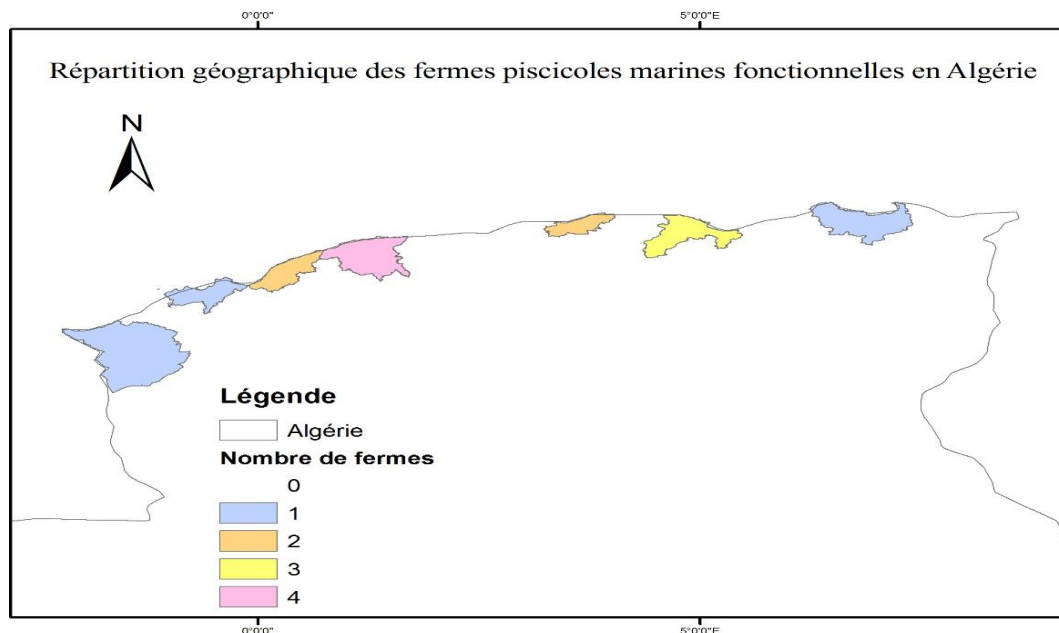 0°0'0"
5°0'0"E
Répartition géographique des fermes piscicoles marines fonctionnelles en Algérie
N
Légende
Algérie
Nombre de fermes
0
1
2
3
4
0°0'0"
5°0'0"E